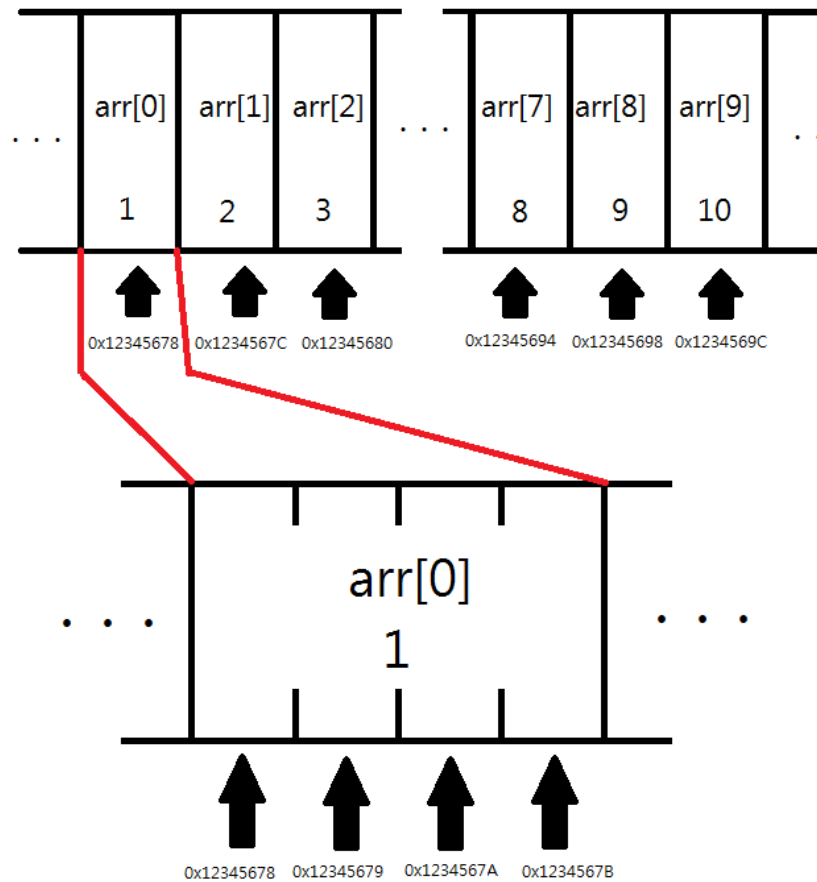 arr[0] arr[1] arr[2] . . . arr[7] arr[8] arr[9] . .
. . .
1 2 3 8 9 10
0x12345678 0x1234567C 0x12345680 0x12345694 0x12345698 0x1234569C
arr[0]
. . . 1 . . .
0x12345678 0x12345679 0x1234567A 0x1234567B